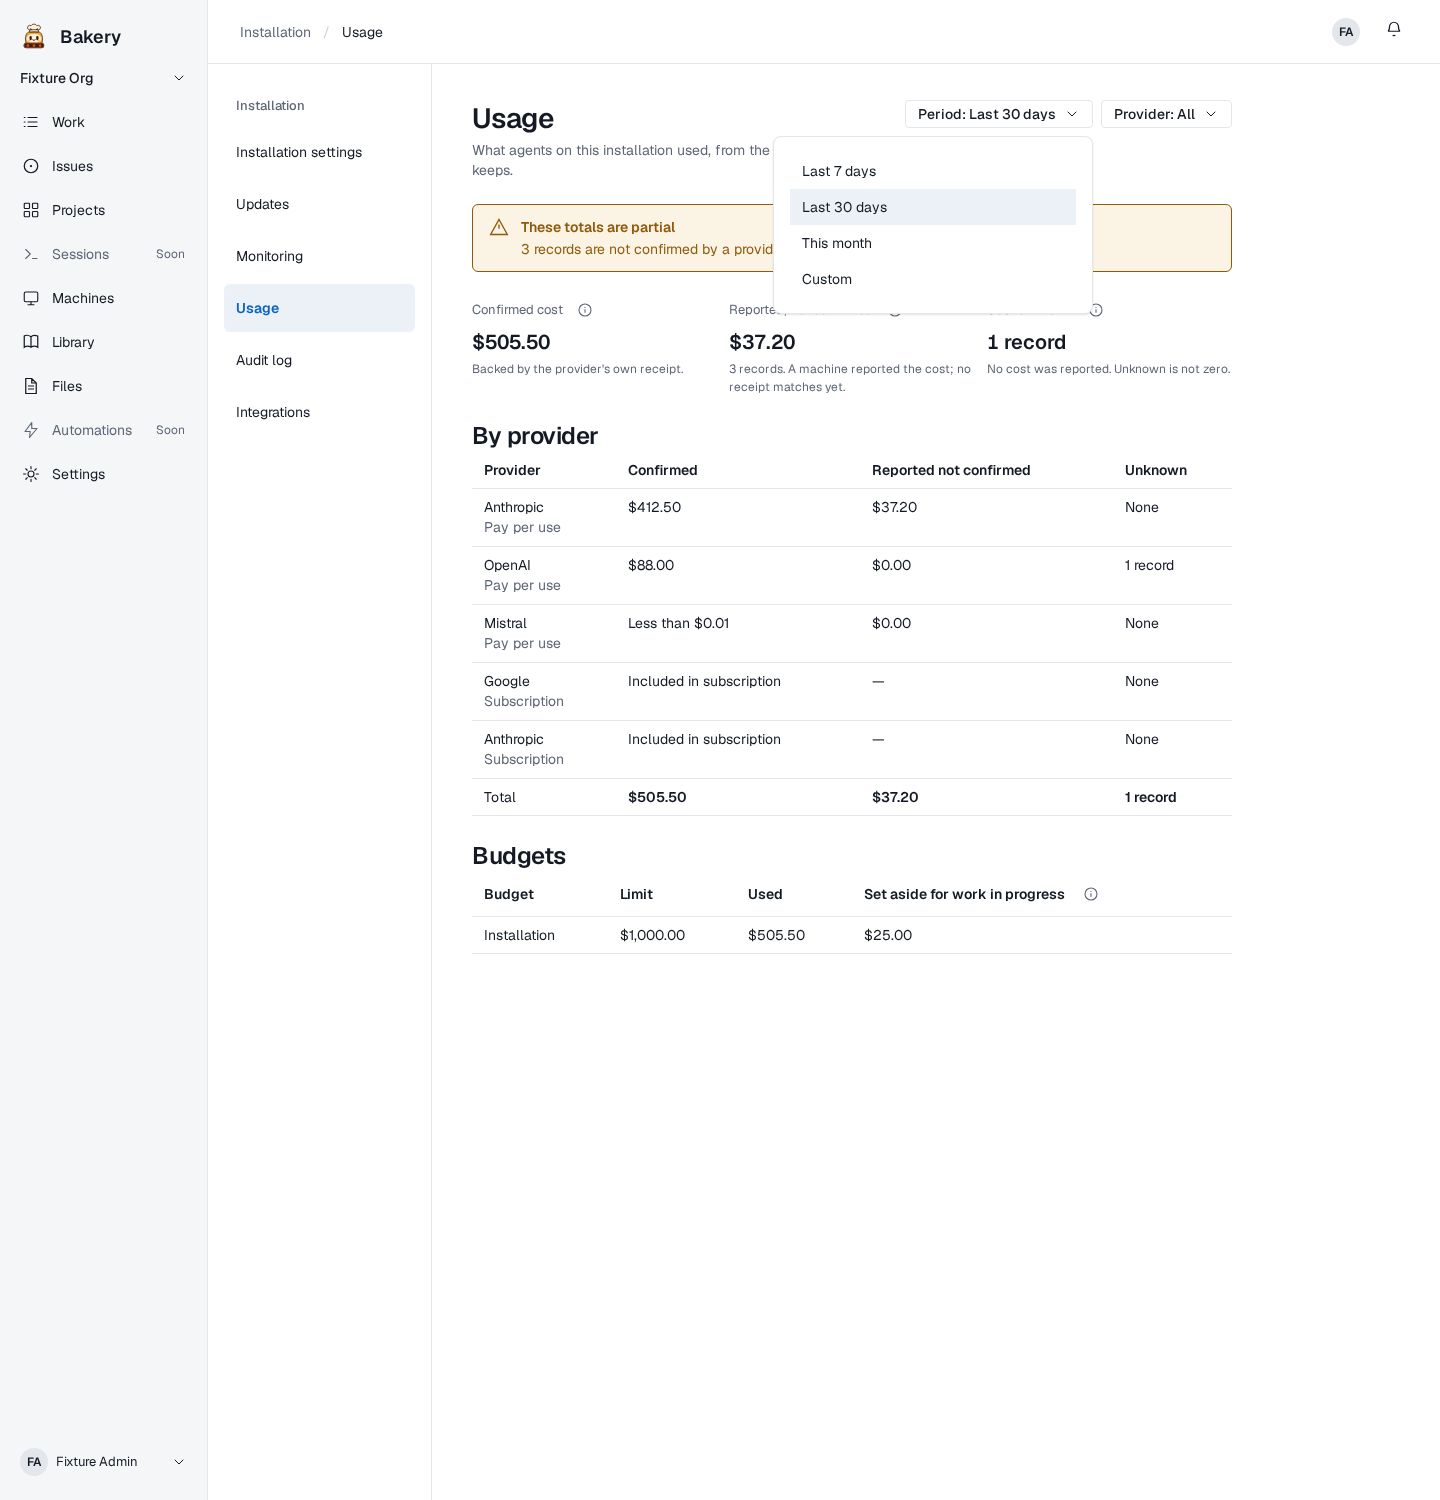 Bakery
Fixture Org
Work
Issues
Projects
Sessions Soon
Machines
Library
Files
Automations Soon
Settings
FA Fixture Admin
Installation / Usage
FA
Installation
Installation settings
Updates
Monitoring
Usage
Audit log
Integrations
Usage
Period: Last 30 days
Provider: All
What agents on this installation used, from the
keeps.
Last 7 days
Last 30 days
This month
Custom
These totals are partial
3 records are not confirmed by a
Confirmed cost
$505.50
Backed by the provider's own receipt.
$37.20
3 records. A machine reported the cost; no
receipt matches yet.
1 record
No cost was reported. Unknown is not zero.
By provider
Provider Confirmed Reported not confirmed Unknown
Anthropic $412.50 $37.20 None
Pay per use
OpenAI $88.00 $0.00 1 record
Pay per use
Mistral Less than $0.01 $0.00 None
Pay per use
Google Included in subscription — None
Subscription
Anthropic Included in subscription — None
Subscription
Total $505.50 $37.20 1 record
Budgets
Budget Limit Used Set aside for work in progress
Installation $1,000.00 $505.50 $25.00